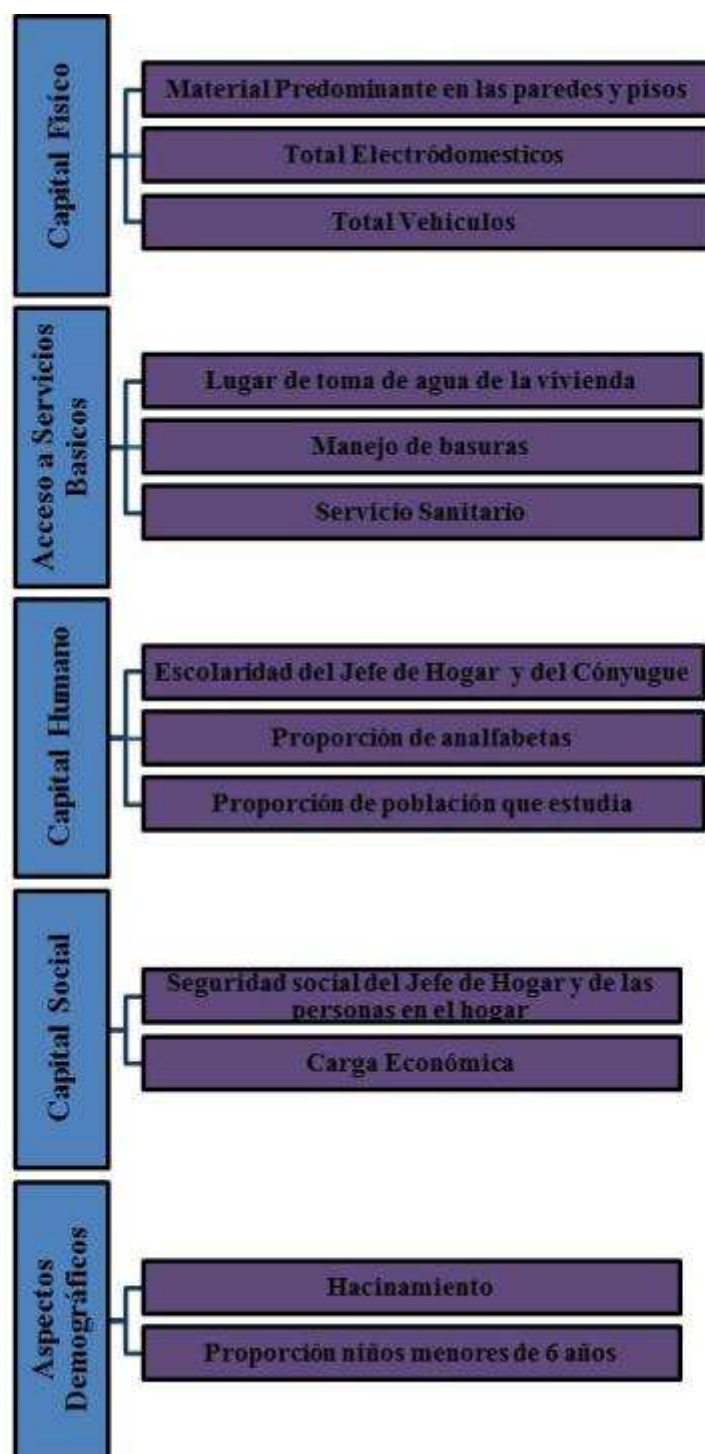 Capital Físico
Material Predominante en las paredes y pisos
Total Electródomesticos
Total Vehiculos
Acceso a Servicios
Basicos
Lugar de toma de agua de la vivienda
Manejo de basuras
Servicio Sanitario
Capital Humano
Escolaridad del Jefe de Hogar y del Cónyugue
Proporción de analfabetas
Proporción de población que estudia
Capital Social
Seguridad social del Jefe de Hogar y de las
personas en el hogar
Carga Económica
Aspectos
Demográficos
Hacinamiento
Proporción niños menores de 6 años